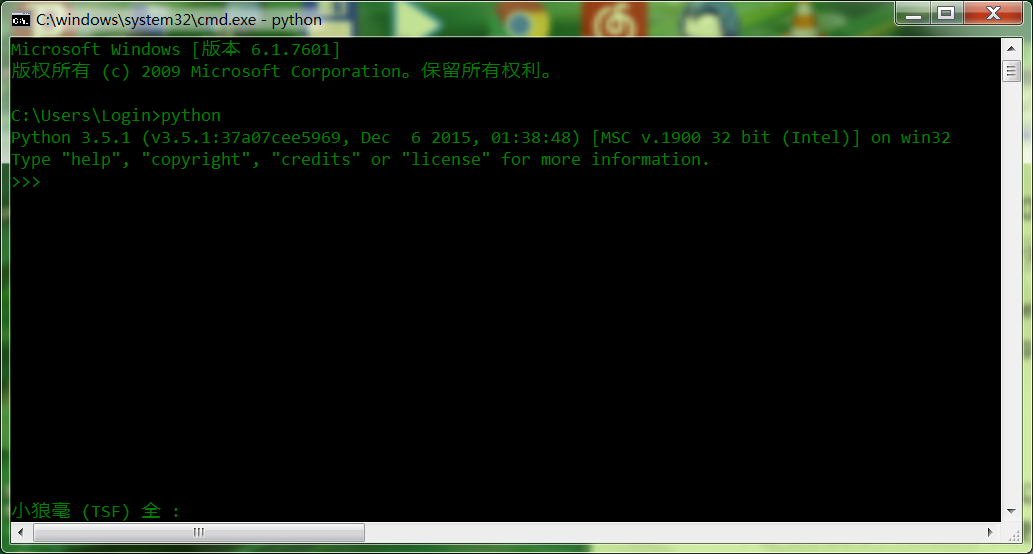 C:\windows\system32\cmd.exe - python
Microsoft Windows [版本 6.1.7601]
版权所有 (c) 2009 Microsoft Corporation。保留所有权利。
C:\Users\Login>python
Python 3.5.1 (v3.5.1:37a07cee5969, Dec  6 2015, 01:38:48) [MSC v.1900 32 bit (Intel)] on win32
Type "help", "copyright", "credits" or "license" for more information.
>>>
小狼毫 (TSF) 全 :